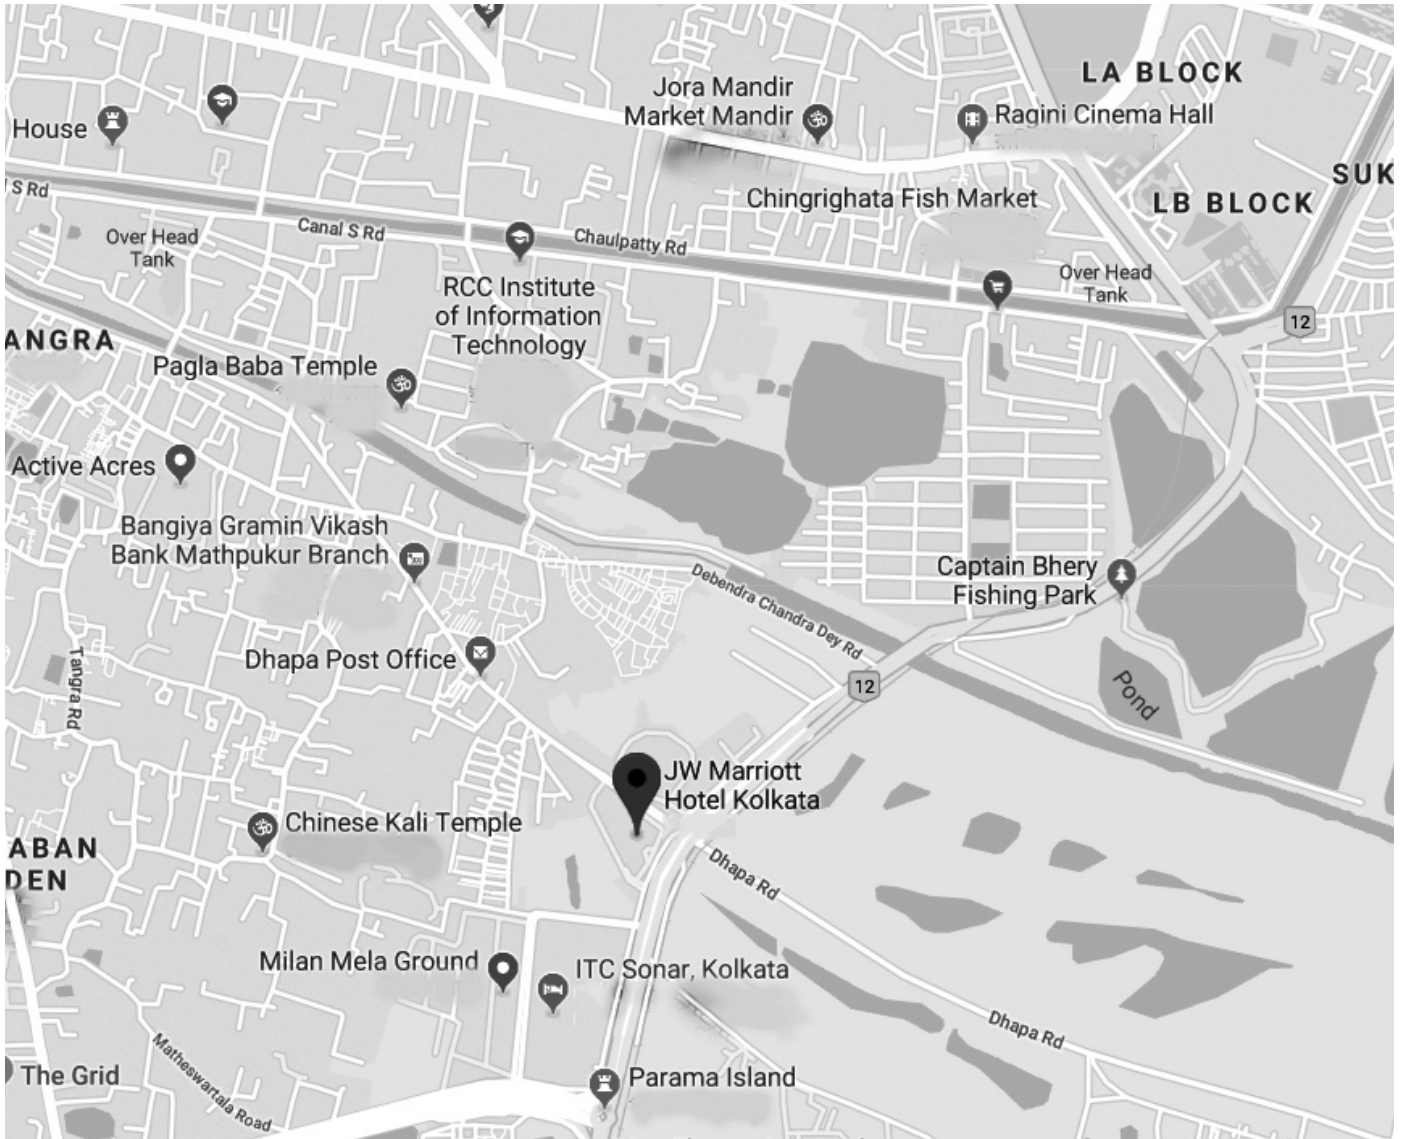 LA BLOCK
Jora Mandir
Market Mandir
Ragini Cinema Hall
House
SUK
S Rd
Chingrighata Fish Market
LB BLOCK
Canal S Rd
Chaulpatty Rd
Over Head
Tank
Over Head
Tank
RCC Institute
of Information
Technology
12
ANGRA
Pagla Baba Temple
Active Acres
Bangiya Gramin Vikash
Bank Mathpukur Branch
Captain Bhery
Fishing Park
Debendra Chandra Dey Rd
Dhapa Post Office
Tangra Rd
12
Pond
JW Marriott
Hotel Kolkata
Chinese Kali Temple
ABAN
DEN
Dhapa Rd
Milan Mela Ground
ITC Sonar, Kolkata
Dhapa Rd
Matheswartala Road
The Grid
Parama Island